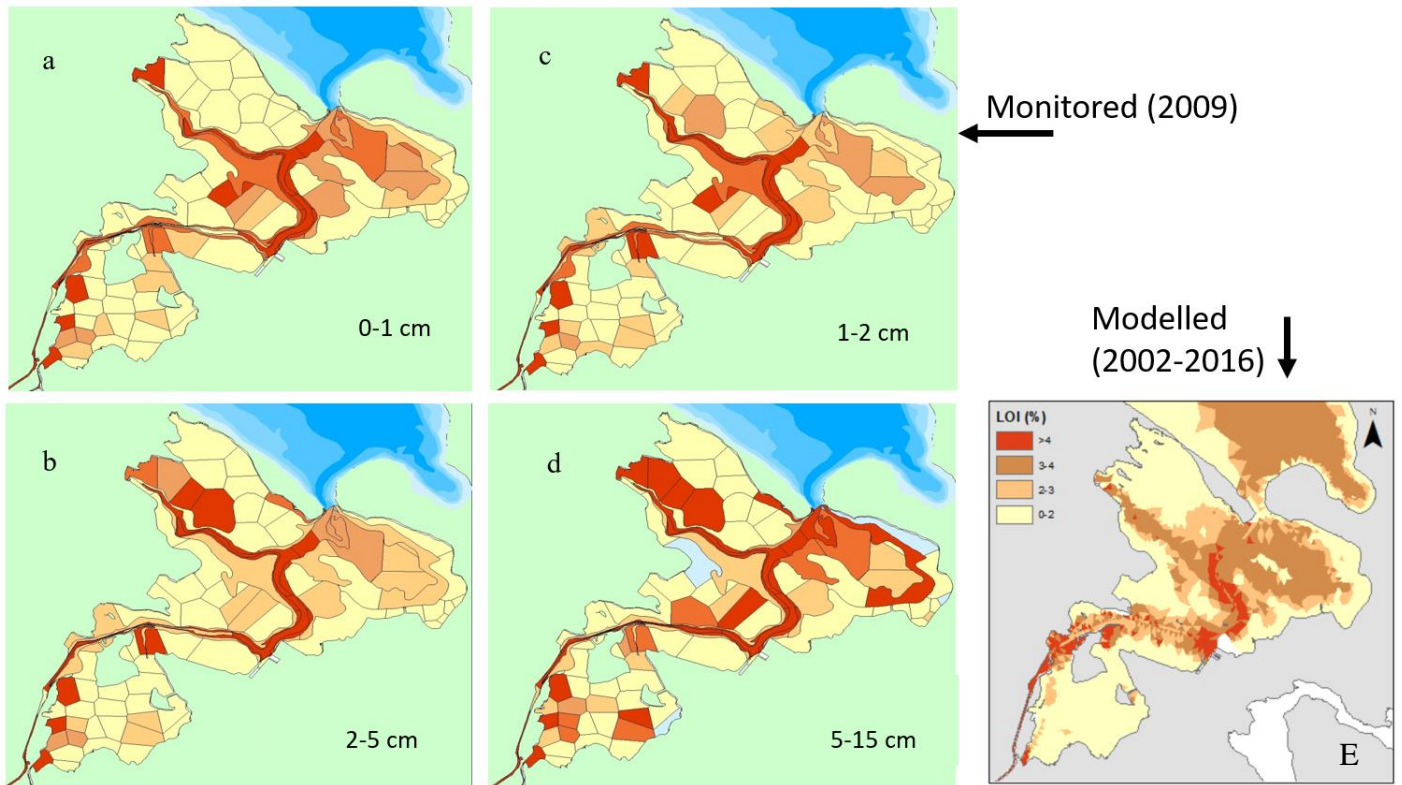 a
0-1 cm
c
1-2 cm
Monitored (2009)
b
2-5 cm
d
5-15 cm
Modelled
(2002-2016)
LOI (%)
>4
3-4
2-3
0-2
N
E